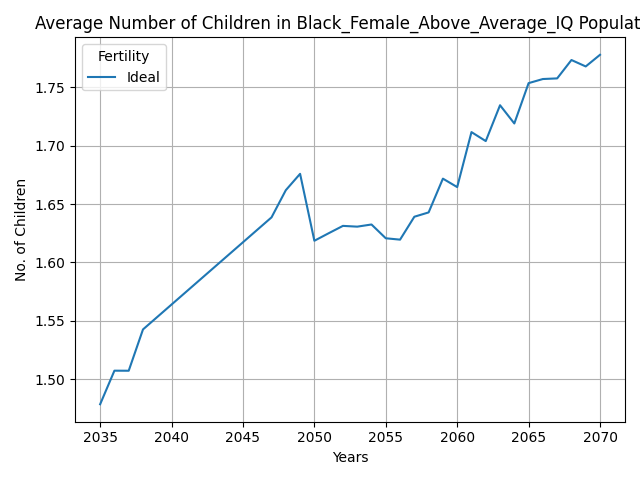 Average Number of Children in Black_Female_Above_Average_IQ Populat
Fertility
Ideal
No. of Children
1.75
1.70
1.65
1.60
1.55
1.50
2035 2040 2045 2050 2055 2060 2065 2070
Years